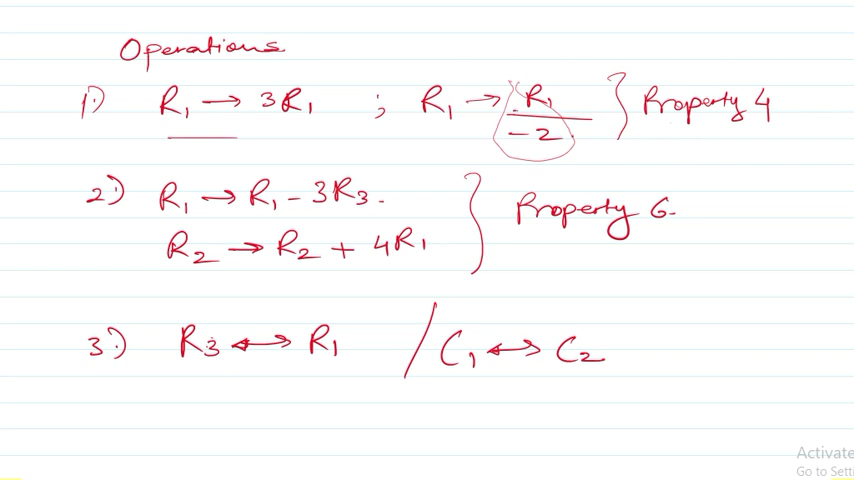 Operations
1) R₁ → 3R₁ ; R₁ → R₁/-2 } Property 4
2) R₁ → R₁ - 3R₃.
R₂ → R₂ + 4R₁ } Property 6.
3) R₃ ↔ R₁ / C₁ ↔ C₂
Activate
Go to Setti